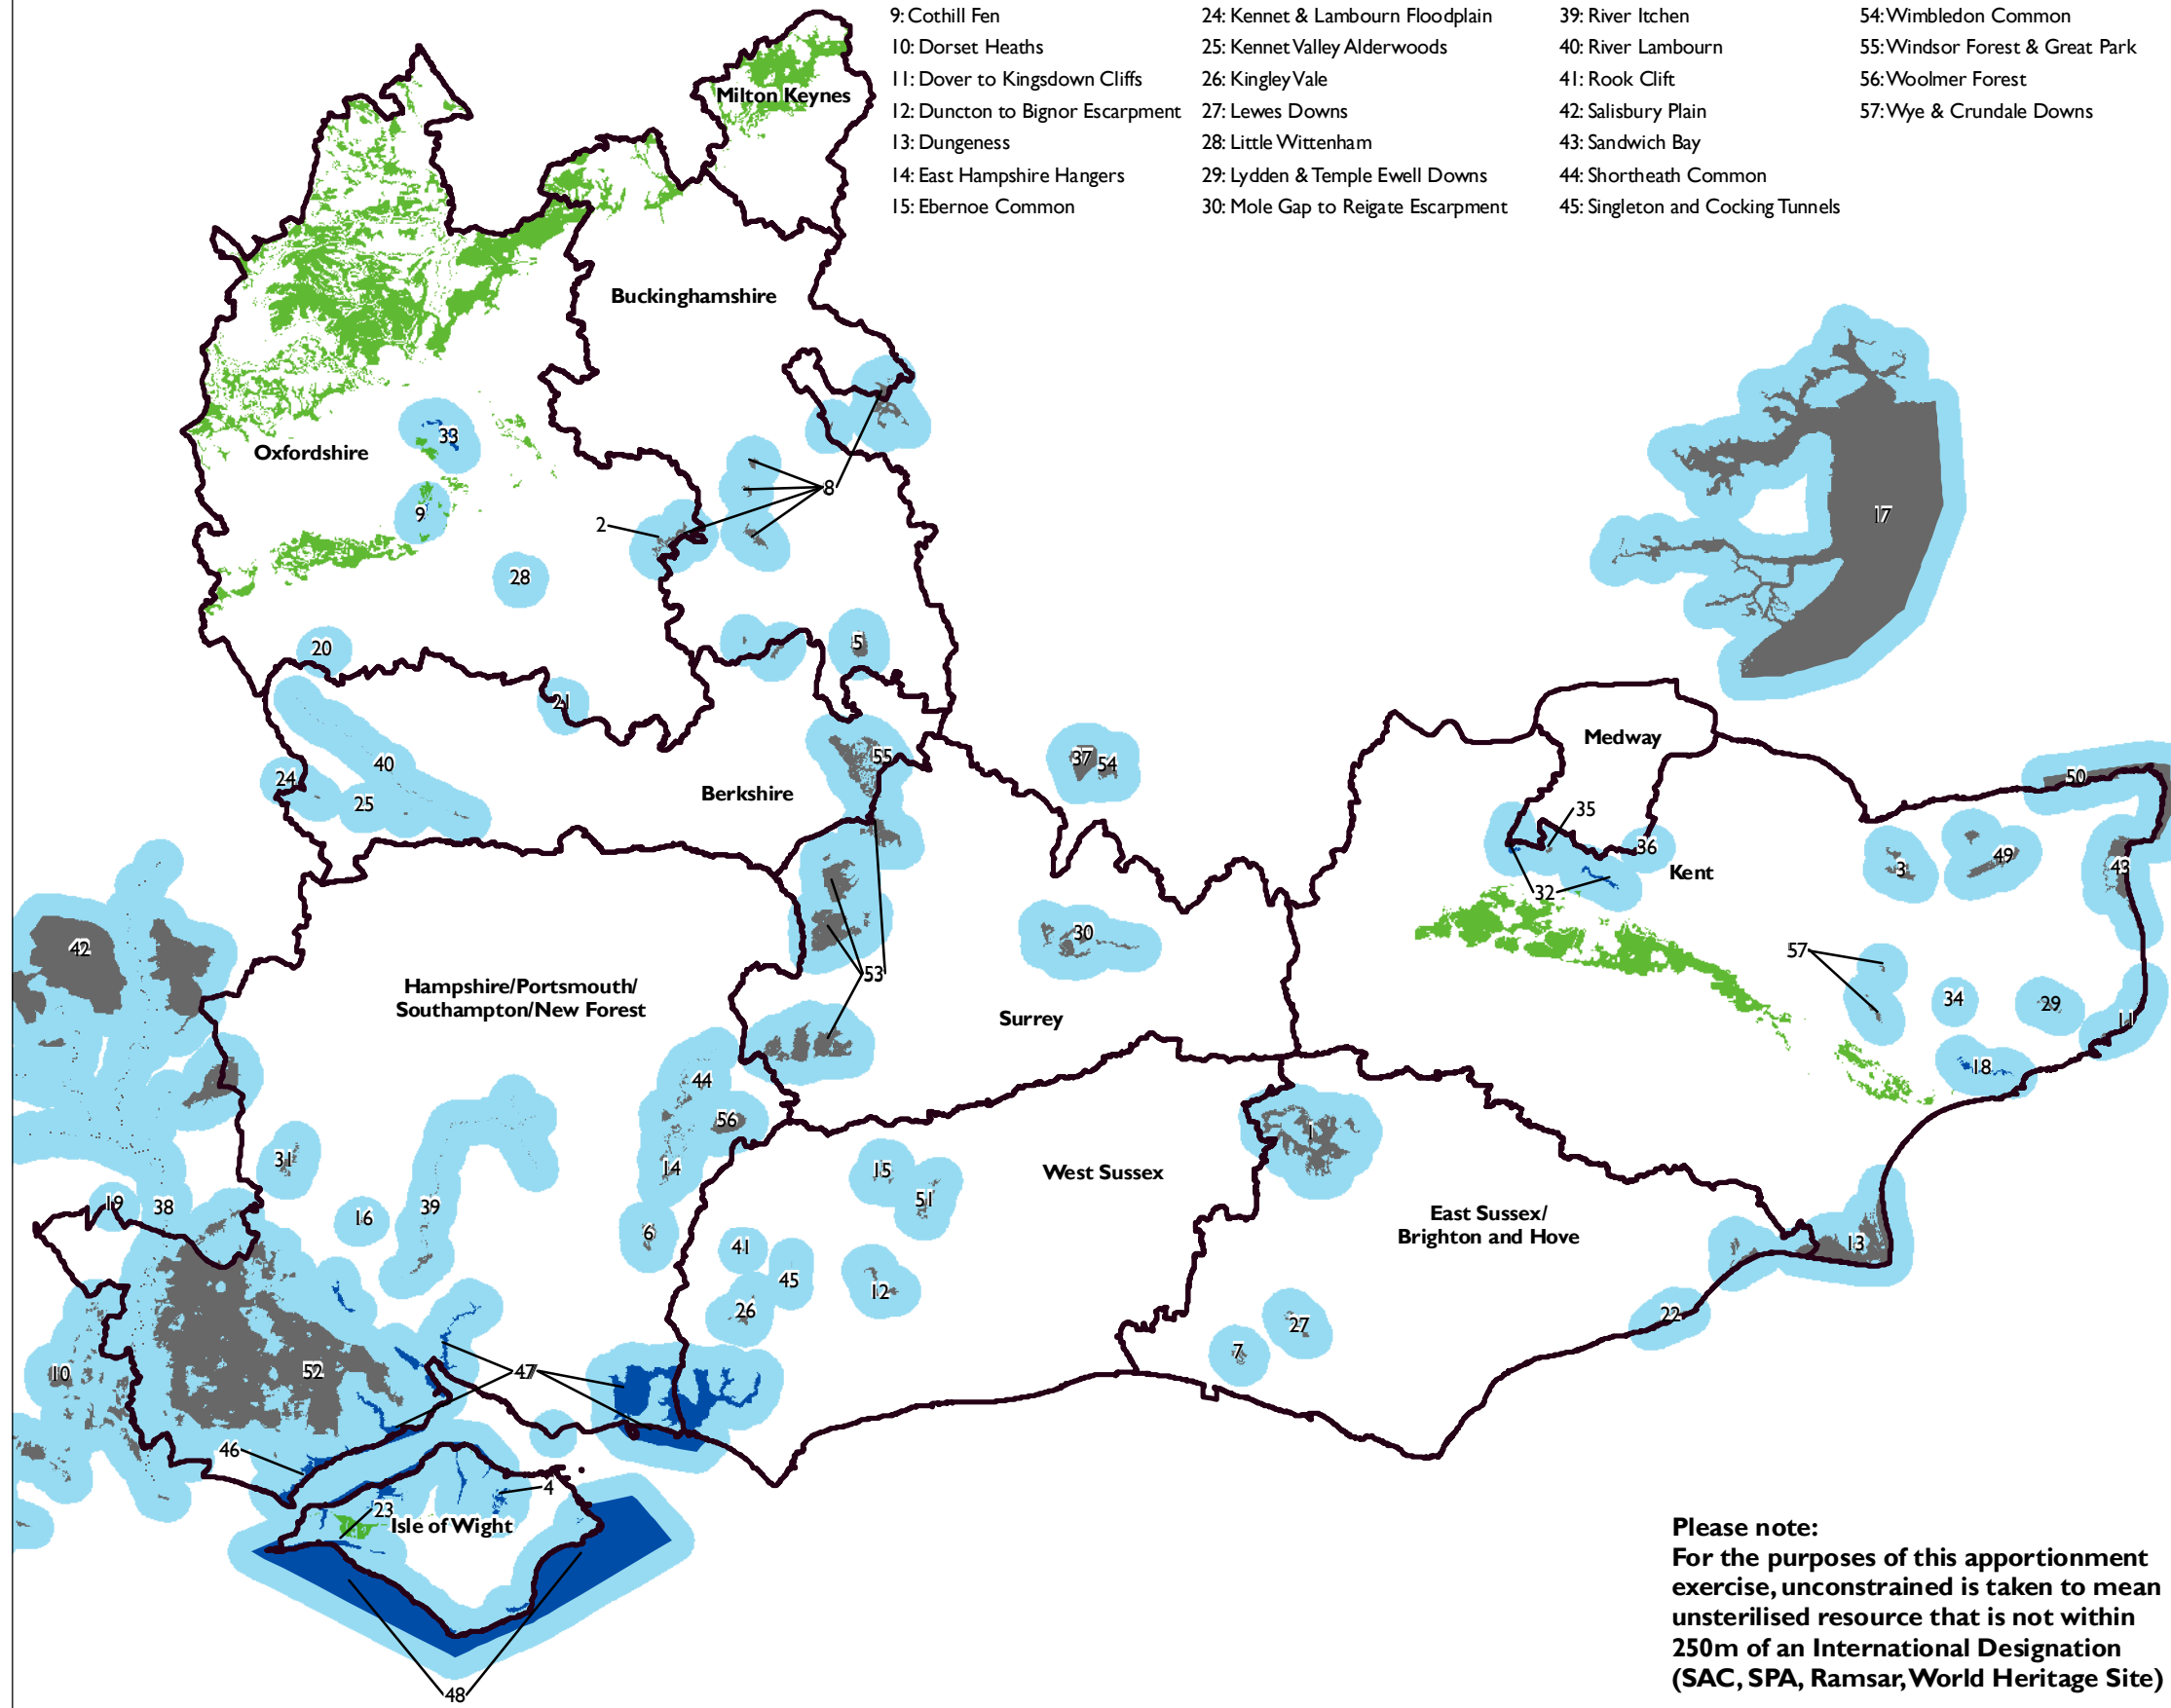 9: Cothill Fen
10: Dorset Heaths
11: Dover to Kingsdown Cliffs
12: Duncton to Bignor Escarpment
13: Dungeness
14: East Hampshire Hangers
15: Ebernoe Common
24: Kennet & Lambourn Floodplain
25: Kennet Valley Alderwoods
26: Kingley Vale
27: Lewes Downs
28: Little Wittenham
29: Lydden & Temple Ewell Downs
30: Mole Gap to Reigate Escarpment
39: River Itchen
40: River Lambourn
41: Rook Clift
42: Salisbury Plain
43: Sandwich Bay
44: Shortheath Common
45: Singleton and Cocking Tunnels
54: Wimbledon Common
55: Windsor Forest & Great Park
56: Woolmer Forest
57: Wye & Crundale Downs
Milton Keynes
Buckinghamshire
Oxfordshire
33
8
9
2
17
28
20
5
21
Medway
37
54
55
40
24
25
Berkshire
50
35
36
Kent
3
49
43
32
42
30
57
53
Hampshire/Portsmouth/
Southampton/New Forest
34
29
11
Surrey
18
44
56
1
31
14
15
West Sussex
51
19
38
16
39
6
East Sussex/
Brighton and Hove
41
13
45
12
26
22
27
7
10
52
47
46
4
23
Isle of Wight
48
Please note:
For the purposes of this apportionment
exercise, unconstrained is taken to mean
unsterilised resource that is not within
250m of an International Designation
(SAC, SPA, Ramsar, World Heritage Site)